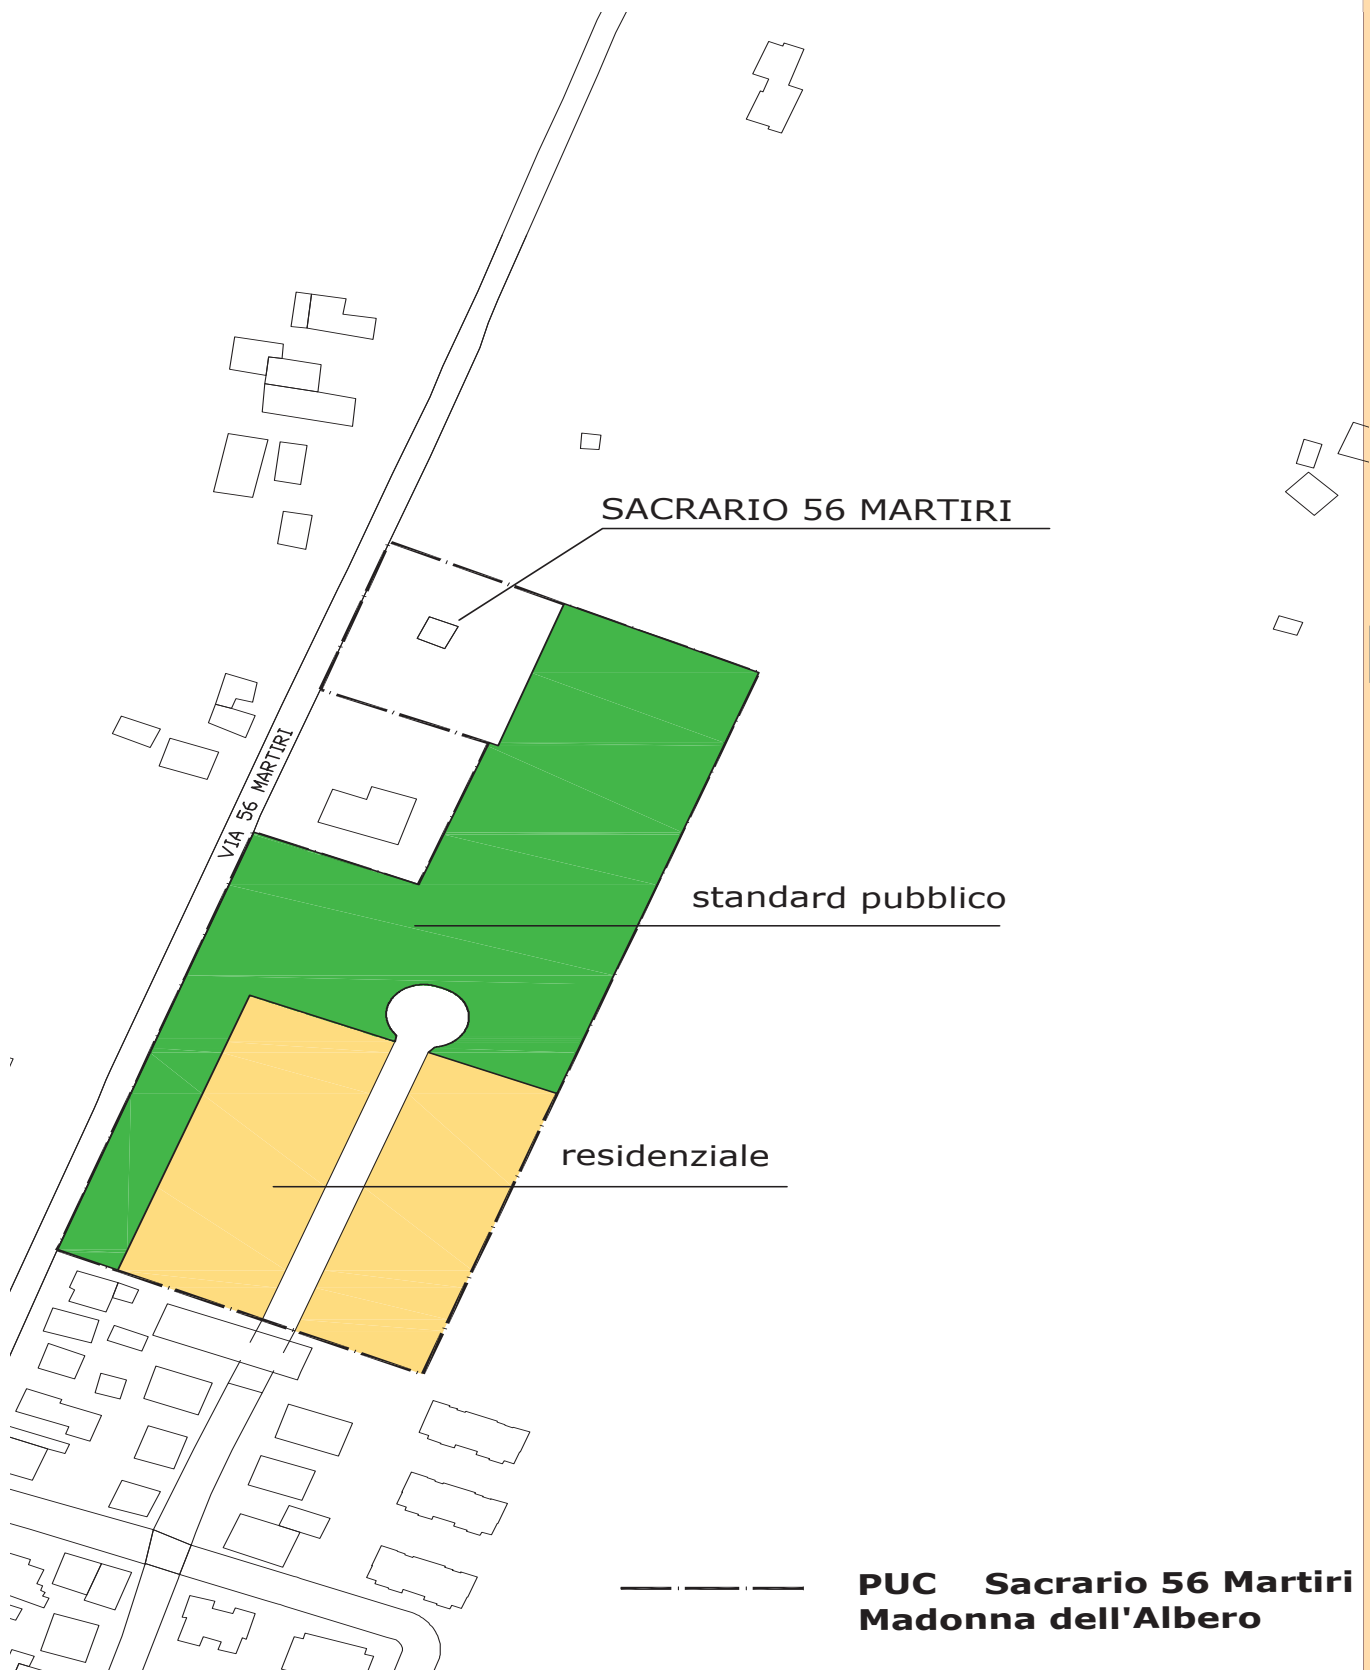 SACRARIO 56 MARTIRI
VIA 56 MARTIRI
standard pubblico
residenziale
PUC Sacrario 56 Martiri
Madonna dell'Albero